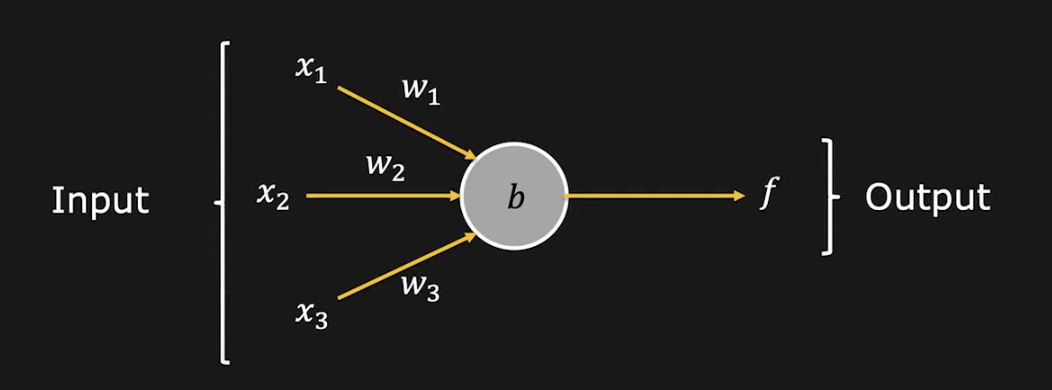 x₁
w₁
w₂
Input
x₂
b
f
Output
w₃
x₃